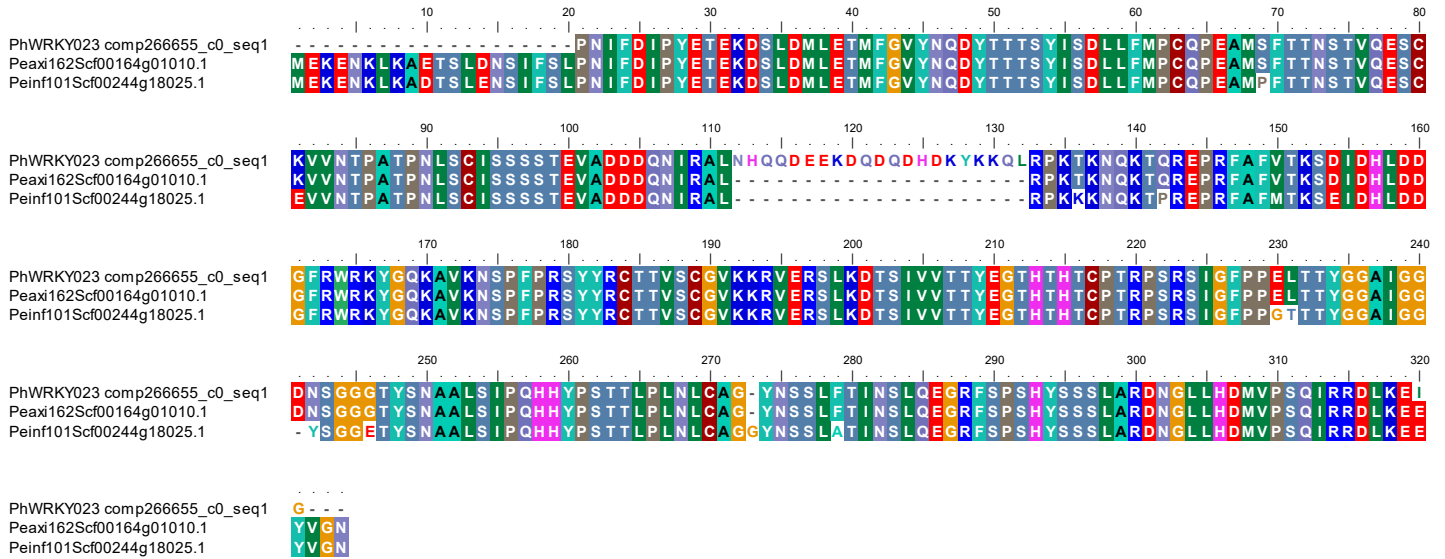 10 20 30 40 50 60 70 80
PhWRKY023 comp266655_c0_seq1 --------------------PNIFDIPYETEKDSLDMLETMFGVYNQDYTTTSYISDLLFMPCQPEAMSFTTNSTVQESC
Peaxi162Scf00164g01010.1 MEKENKLKAETSLDNSIFSLPNIFDIPYETEKDSLDMLETMFGVYNQDYTTTSYISDLLFMPCQPEAMSFTTNSTVQESC
Peinf101Scf00244g18025.1 MEKENKLKADTSLENSIFSLPNIFDIPYETEKDSLDMLETMFGVYNQDYTTTSYISDLLFMPCQPEAMPFTTNSTVQESC
90 100 110 120 130 140 150 160
PhWRKY023 comp266655_c0_seq1 KVVNTPATPNLSCISSSSTEVADDDQNIRALNHQQDEEKDQDQDHDKYKKQLRPKTKNQKTQREPRFAFVTKSDIDHLDD
Peaxi162Scf00164g01010.1 KVVNTPATPNLSCISSSSTEVADDDQNIRAL---------------------RPKTKNQKTQREPRFAFVTKSDIDHLDD
Peinf101Scf00244g18025.1 EVVNTPATPNLSCISSSSTEVADDDQNIRAL---------------------RPKKKNQKTPREPRFAFMTKSEIDHLDD
170 180 190 200 210 220 230 240
PhWRKY023 comp266655_c0_seq1 GFRWRKYGQKAVKNSPFPRSYYRCTTVSCGVKKRVERSLKDTSIVVTTYEGTHTHTCPTRPSRSIGFPPELTTYGGAIGG
Peaxi162Scf00164g01010.1 GFRWRKYGQKAVKNSPFPRSYYRCTTVSCGVKKRVERSLKDTSIVVTTYEGTHTHTCPTRPSRSIGFPPELTTYGGAIGG
Peinf101Scf00244g18025.1 GFRWRKYGQKAVKNSPFPRSYYRCTTVSCGVKKRVERSLKDTSIVVTTYEGTHTHTCPTRPSRSIGFPPGTTTYGGAIGG
250 260 270 280 290 300 310 320
PhWRKY023 comp266655_c0_seq1 DNSGGGTYSNAALSIPQHHYPSTTLPLNLCAG-YNSSLFTINSLQEGRFSPSHYSSSLARDNGLLHDMVPSQIRRDLKEI
Peaxi162Scf00164g01010.1 DNSGGGTYSNAALSIPQHHYPSTTLPLNLCAG-YNSSLFTINSLQEGRFSPSHYSSSLARDNGLLHDMVPSQIRRDLKEE
Peinf101Scf00244g18025.1 -YSGGETYSNAALSIPQHHYPSTTLPLNLCAGGYNSSLATINSLQEGRFSPSHYSSSLARDNGLLHDMVPSQIRRDLKEE
PhWRKY023 comp266655_c0_seq1 G---
Peaxi162Scf00164g01010.1 YVGN
Peinf101Scf00244g18025.1 YVGN